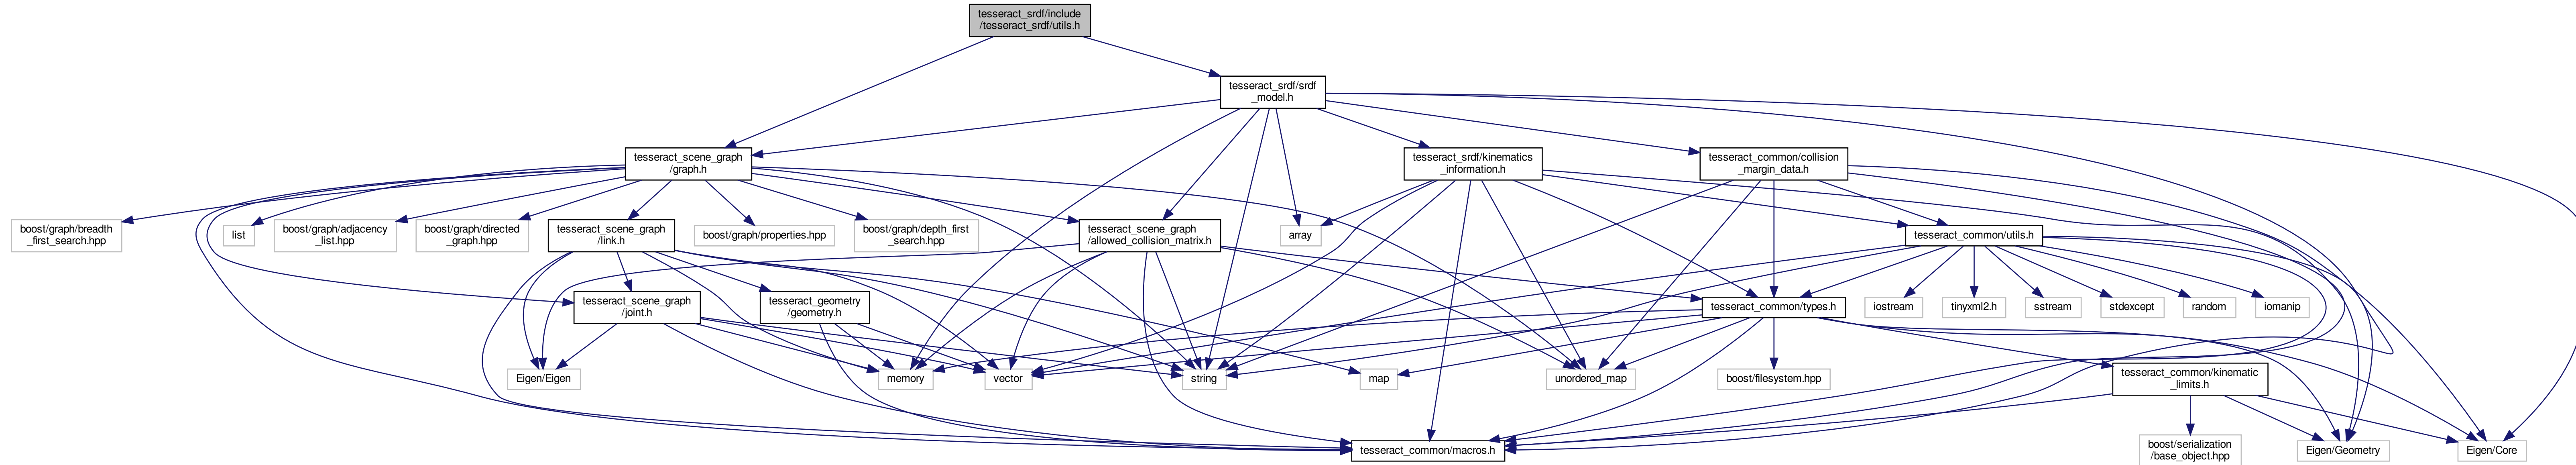 tesseract_srdf/include
/tesseract_srdf/utils.h
tesseract_srdf/srdf
_model.h
tesseract_scene_graph
/graph.h
tesseract_srdf/kinematics
_information.h
tesseract_common/collision
_margin_data.h
boost/graph/breadth
_first_search.hpp
list
boost/graph/adjacency
_list.hpp
boost/graph/directed
_graph.hpp
tesseract_scene_graph
/link.h
boost/graph/properties.hpp
boost/graph/depth_first
_search.hpp
tesseract_scene_graph
/allowed_collision_matrix.h
array
tesseract_common/utils.h
tesseract_scene_graph
/joint.h
tesseract_geometry
/geometry.h
tesseract_common/types.h
iostream
tinyxml2.h
sstream
stdexcept
random
iomanip
Eigen/Eigen
memory
vector
string
map
unordered_map
boost/filesystem.hpp
tesseract_common/kinematic
_limits.h
tesseract_common/macros.h
boost/serialization
/base_object.hpp
Eigen/Geometry
Eigen/Core